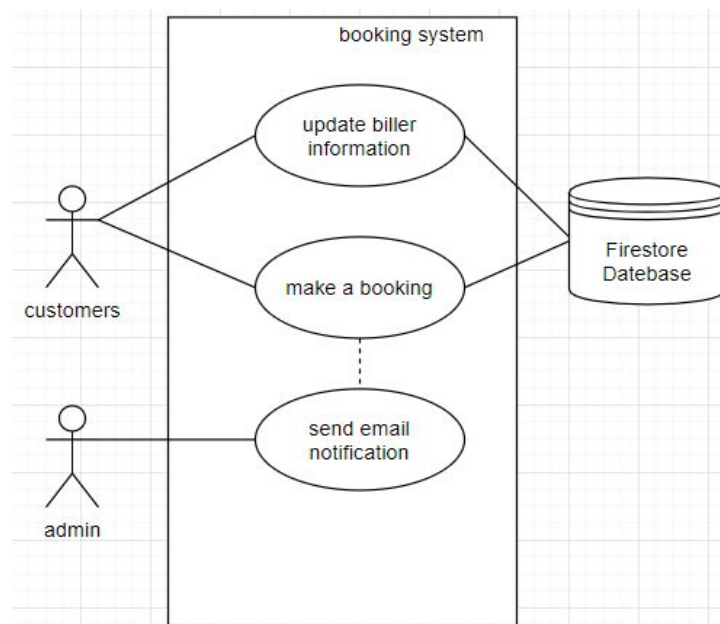 booking system
update biller
information
make a booking
customers
Firestore
Datebase
send email
notification
admin